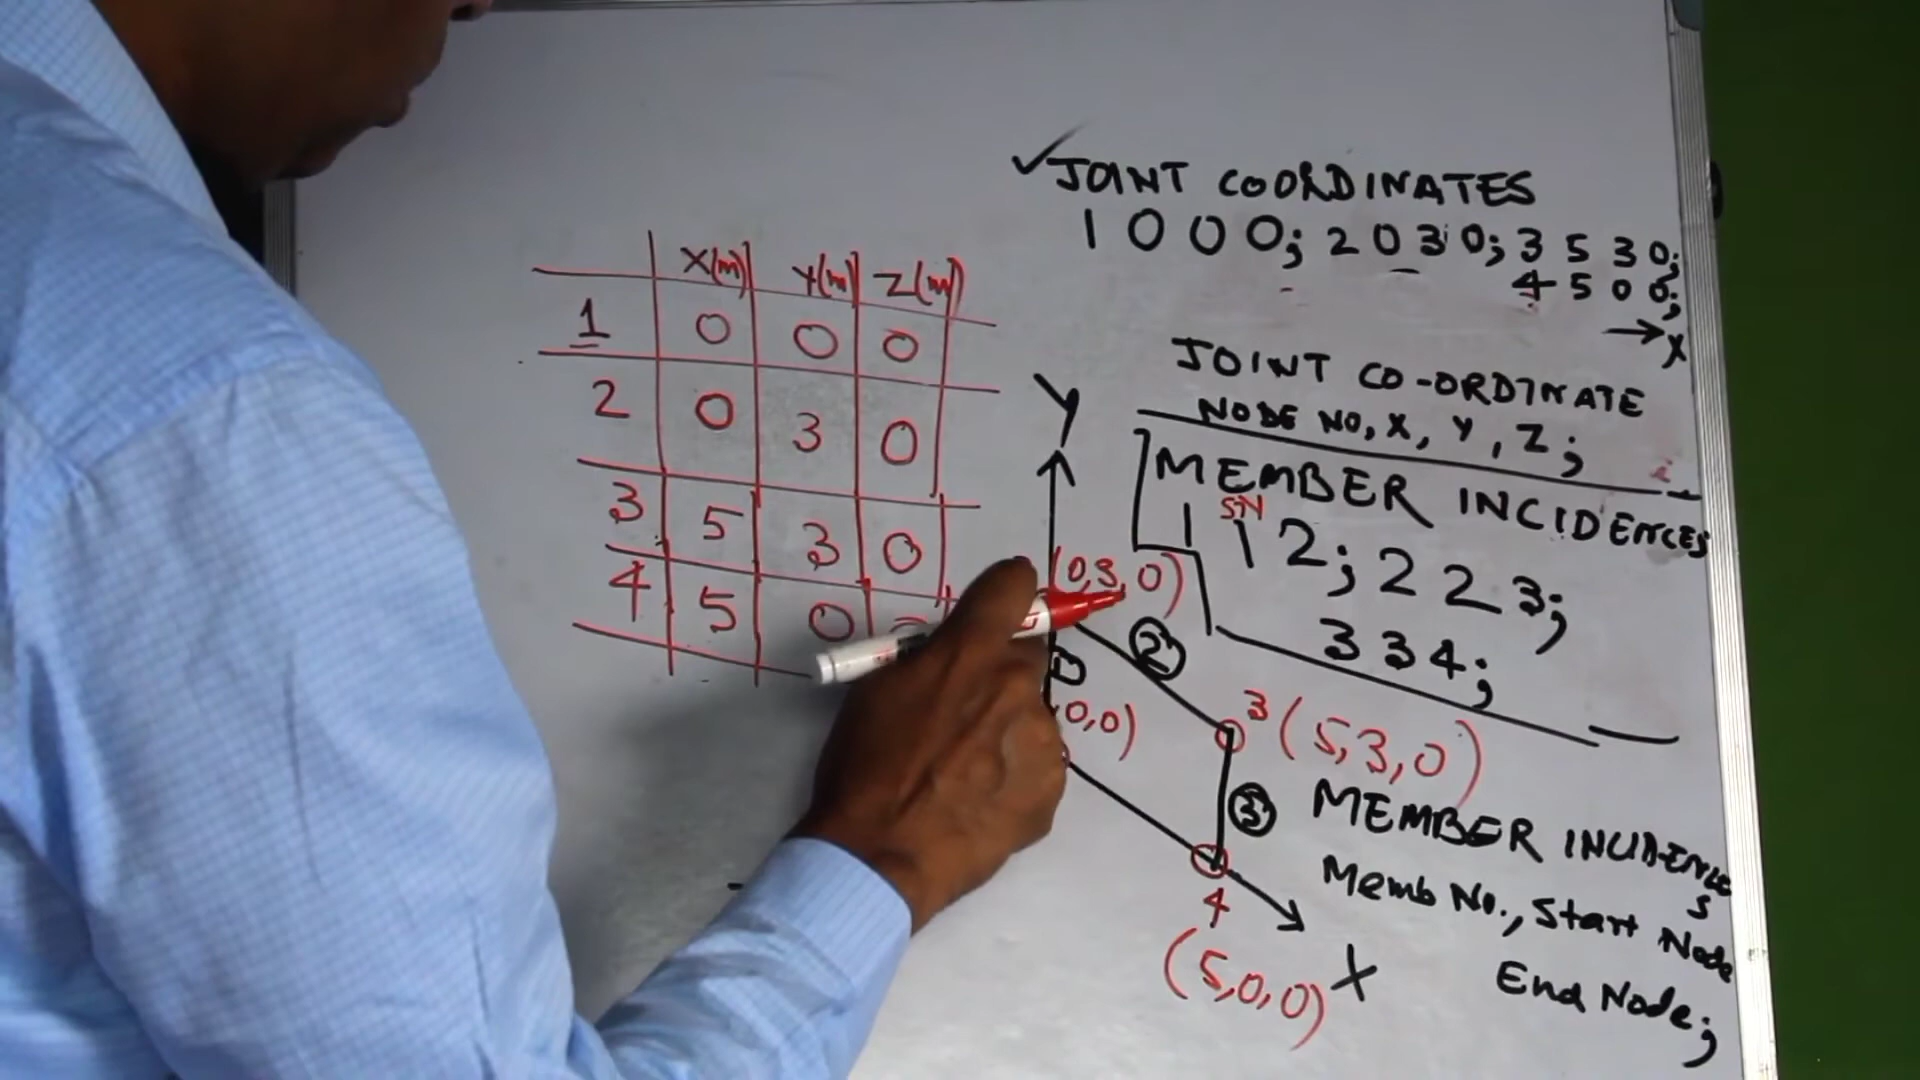 X(m) Y(m) Z(m)
1 0 0 0
2 0 3 0
3 5 3 0
4 5 0
✓JOINT COORDINATES
1 0 0 0; 2 0 3 0; 3 5 3 0;
4 5 0 0;
→ X
JOINT CO-ORDINATE
NODE NO, X, Y, Z;
MEMBER INCIDENCES
SN
1 1 2; 2 2 3;
3 3 4;
Y
(0,3,0)
2
,0,0)
3 (5,3,0)
3
4
(5,0,0) X
MEMBER INCIDENCES
Memb No., Start Node
End Node;